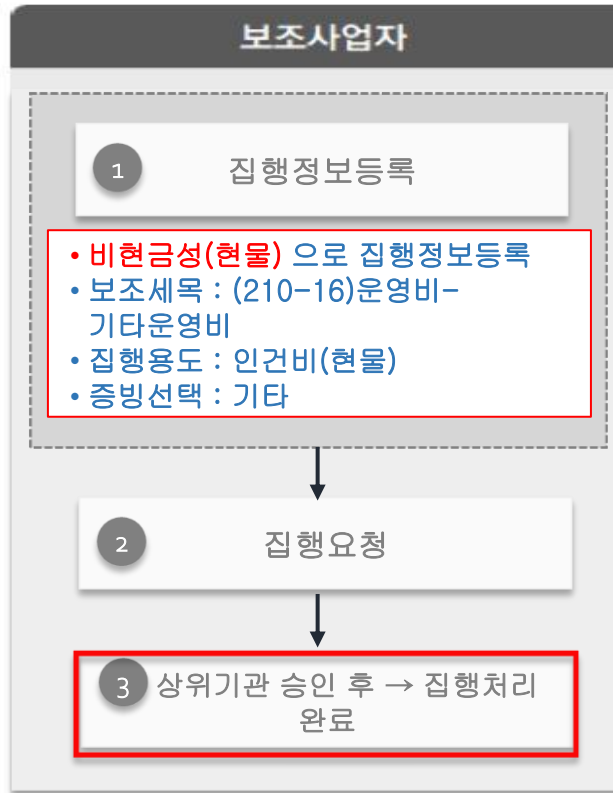 보조사업자
1 집행정보등록
• 비현금성(현물) 으로 집행정보등록
• 보조세목 : (210-16)운영비-
기타운영비
• 집행용도 : 인건비(현물)
• 증빙선택 : 기타
2 집행요청
3 상위기관 승인 후 → 집행처리
완료